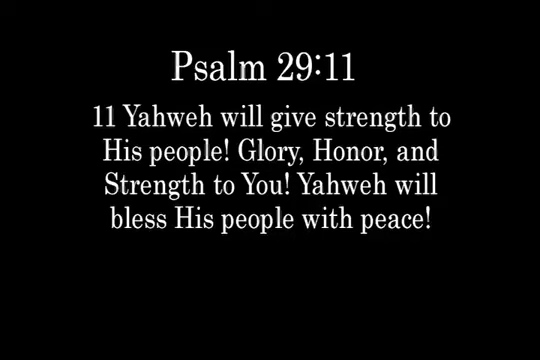 Psalm 29:11
11 Yahweh will give strength to
His people! Glory, Honor, and
Strength to You! Yahweh will
bless His people with peace!